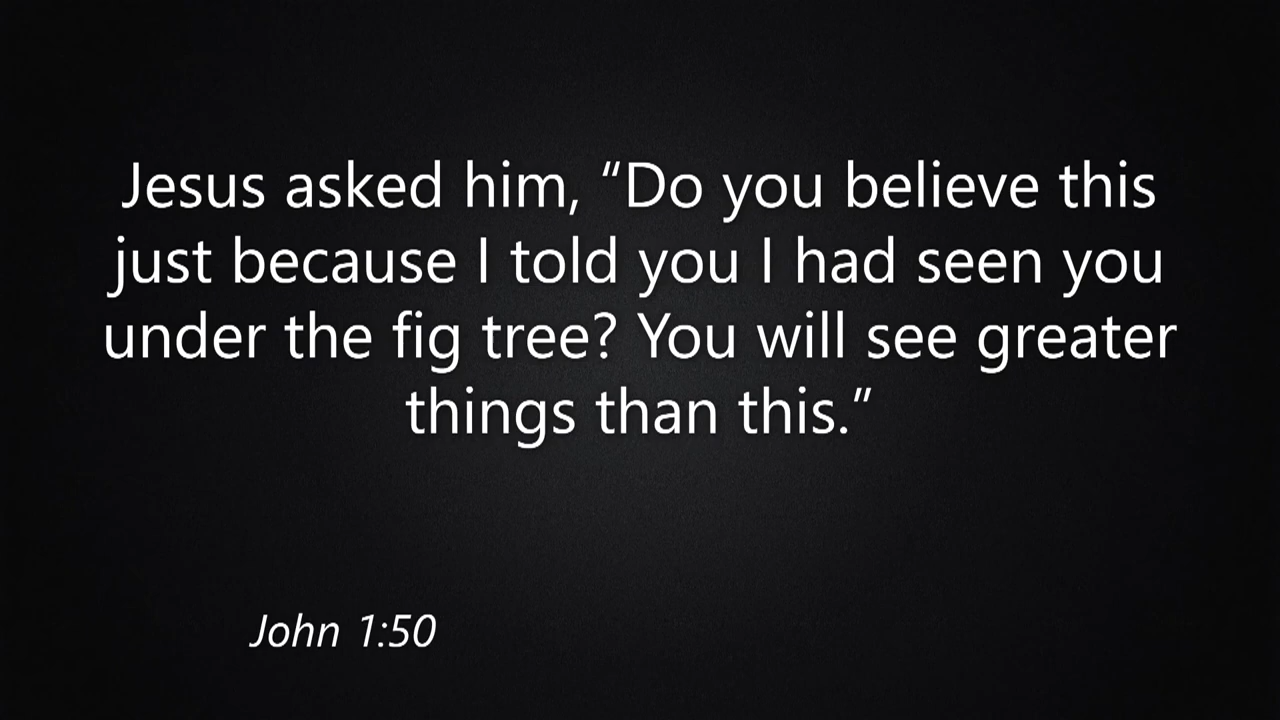 Jesus asked him, “Do you believe this
just because I told you I had seen you
under the fig tree? You will see greater
things than this.”
John 1:50